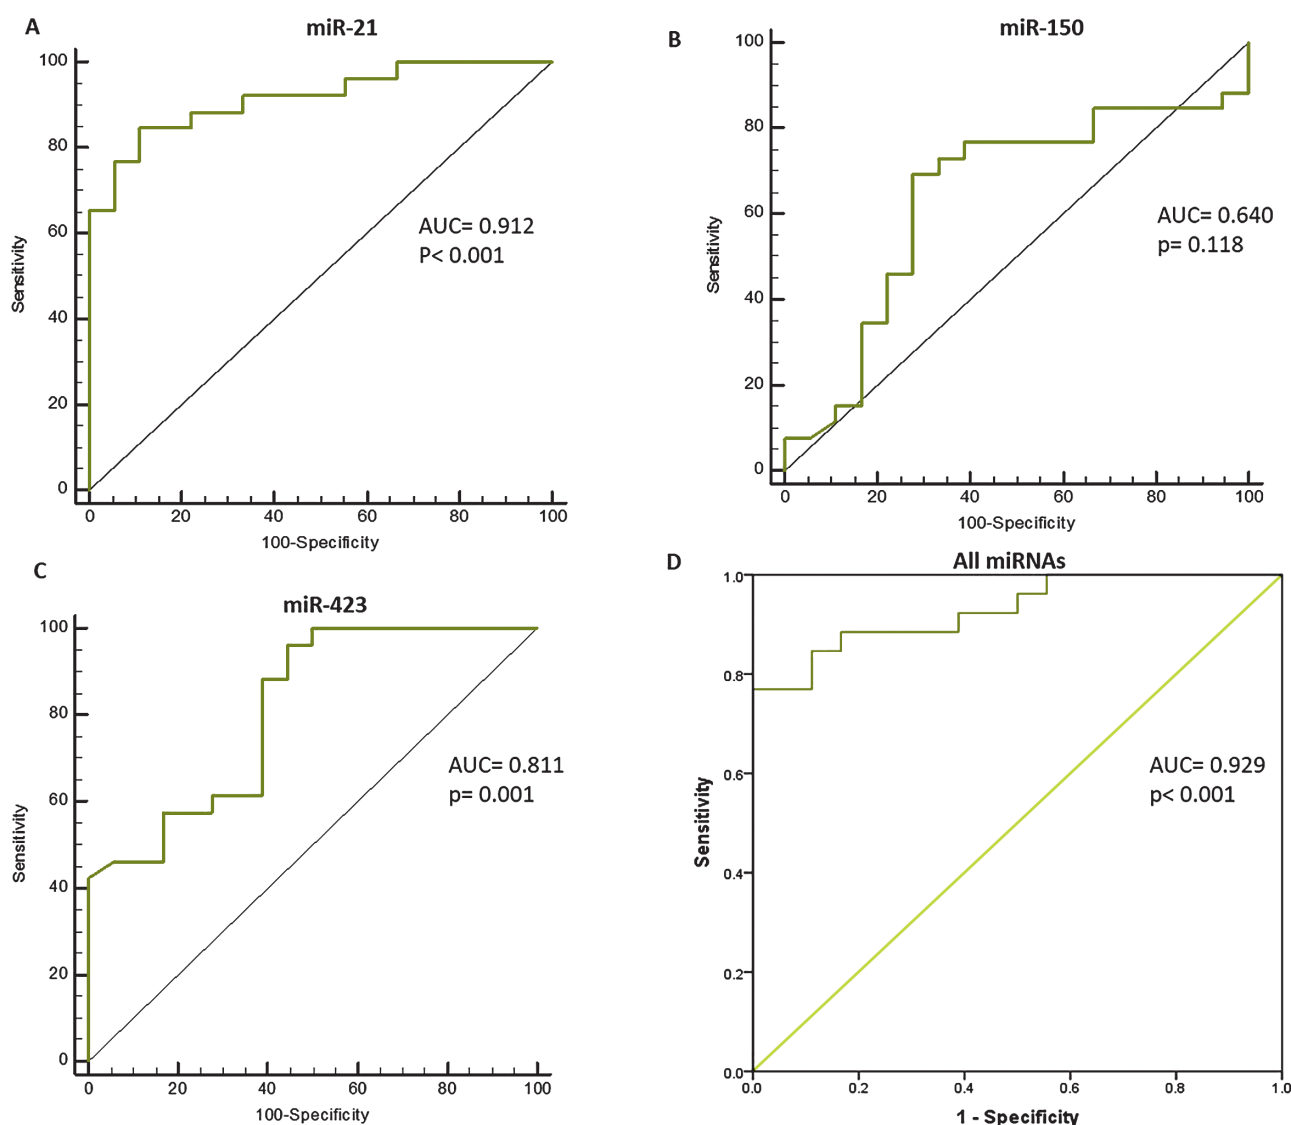 A
miR-21
100
80
60
40
20
0
Sensitivity
AUC= 0.912
P< 0.001
0 20 40 60 80 100
100-Specificity
B
miR-150
100
80
60
40
20
0
Sensitivity
AUC= 0.640
p= 0.118
0 20 40 60 80 100
100-Specificity
C
miR-423
100
80
60
40
20
0
Sensitivity
AUC= 0.811
p= 0.001
0 20 40 60 80 100
100-Specificity
D
All miRNAs
1.0
0.8
0.6
0.4
0.2
0.0
Sensitivity
AUC= 0.929
p< 0.001
0.0 0.2 0.4 0.6 0.8 1.0
1 - Specificity